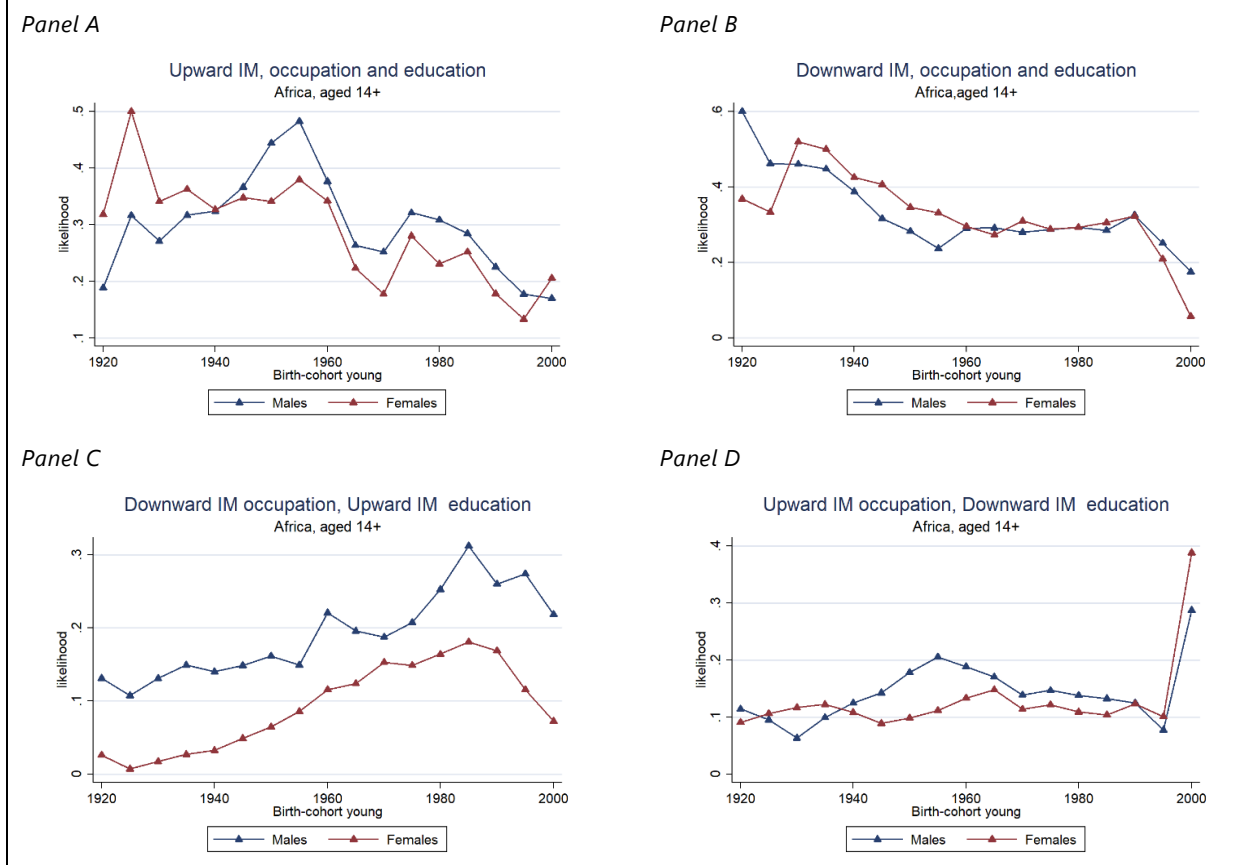 Panel A
Upward IM, occupation and education
Africa, aged 14+
likelihood
.5
.4
.3
.2
.1
1920 1940 1960 1980 2000
Birth-cohort young
Males Females
Panel B
Downward IM, occupation and education
Africa,aged 14+
likelihood
.6
.4
.2
0
1920 1940 1960 1980 2000
Birth-cohort young
Males Females
Panel C
Downward IM occupation, Upward IM education
Africa, aged 14+
likelihood
.3
.2
.1
0
1920 1940 1960 1980 2000
Birth-cohort young
Males Females
Panel D
Upward IM occupation, Downward IM education
Africa, aged 14+
likelihood
.4
.3
.2
.1
0
1920 1940 1960 1980 2000
Birth-cohort young
Males Females